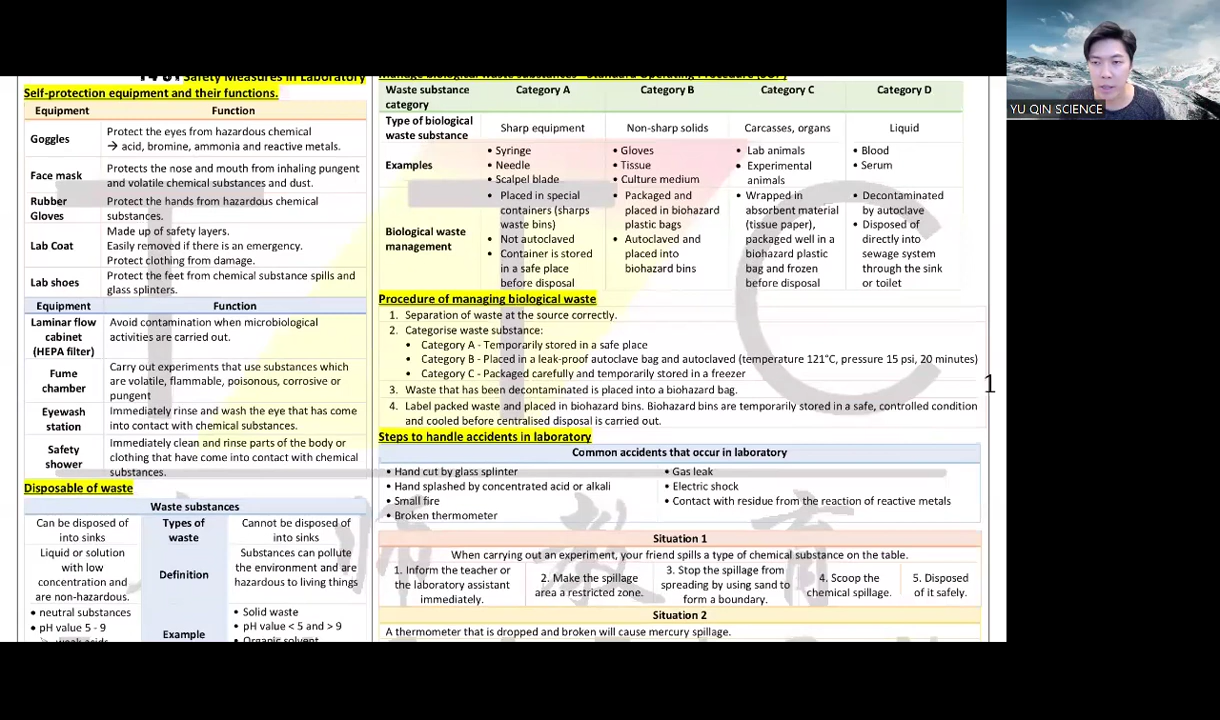 Safety Measures in Laboratory
Self-protection equipment and their functions.
Equipment Function
Goggles
Protect the eyes from hazardous chemical
→ acid, bromine, ammonia and reactive metals.
Face mask
Protects the nose and mouth from inhaling pungent
and volatile chemical substances and dust.
Rubber
Gloves
Protect the hands from hazardous chemical
substances.
Lab Coat
Made up of safety layers.
Easily removed if there is an emergency.
Protect clothing from damage.
Lab shoes
Protect the feet from chemical substance spills and
glass splinters.
Equipment Function
Laminar flow
cabinet
(HEPA filter)
Avoid contamination when microbiological
activities are carried out.
Fume
chamber
Carry out experiments that use substances which
are volatile, flammable, poisonous, corrosive or
pungent
Eyewash
station
Immediately rinse and wash the eye that has come
into contact with chemical substances.
Safety
shower
Immediately clean and rinse parts of the body or
clothing that have come into contact with chemical
substances.
Disposable of waste
Waste substances
Can be disposed of
into sinks
Types of
waste
Cannot be disposed of
into sinks
Liquid or solution
with low
concentration and
are non-hazardous.
Definition
Substances can pollute
the environment and are
hazardous to living things
• neutral substances
• pH value 5 - 9
weak acids
Example
• Solid waste
• pH value < 5 and > 9
• Organic solvent
Manage biological waste substances - Standard Operating Procedure (SOP)
Waste substance
category
Category A Category B Category C Category D
Type of biological
waste substance
Sharp equipment Non-sharp solids Carcasses, organs Liquid
Examples
• Syringe
• Needle
• Scalpel blade
• Gloves
• Tissue
• Culture medium
• Lab animals
• Experimental
animals
• Blood
• Serum
Biological waste
management
• Placed in special
containers (sharps
waste bins)
• Not autoclaved
• Container is stored
in a safe place
before disposal
• Packaged and
placed in biohazard
plastic bags
• Autoclaved and
placed into
biohazard bins
• Wrapped in
absorbent material
(tissue paper),
packaged well in a
biohazard plastic
bag and frozen
before disposal
• Decontaminated
by autoclave
• Disposed of
directly into
sewage system
through the sink
or toilet
Procedure of managing biological waste
1. Separation of waste at the source correctly.
2. Categorise waste substance:
• Category A - Temporarily stored in a safe place
• Category B - Placed in a leak-proof autoclave bag and autoclaved (temperature 121°C, pressure 15 psi, 20 minutes)
• Category C - Packaged carefully and temporarily stored in a freezer
3. Waste that has been decontaminated is placed into a biohazard bag.
4. Label packed waste and placed in biohazard bins. Biohazard bins are temporarily stored in a safe, controlled condition
and cooled before centralised disposal is carried out.
Steps to handle accidents in laboratory
Common accidents that occur in laboratory
• Hand cut by glass splinter
• Hand splashed by concentrated acid or alkali
• Small fire
• Broken thermometer
• Gas leak
• Electric shock
• Contact with residue from the reaction of reactive metals
Situation 1
When carrying out an experiment, your friend spills a type of chemical substance on the table.
1. Inform the teacher or
the laboratory assistant
immediately.
2. Make the spillage
area a restricted zone.
3. Stop the spillage from
spreading by using sand to
form a boundary.
4. Scoop the
chemical spillage.
5. Disposed
of it safely.
Situation 2
A thermometer that is dropped and broken will cause mercury spillage.
1
TTC
師教育
YU QIN SCIENCE